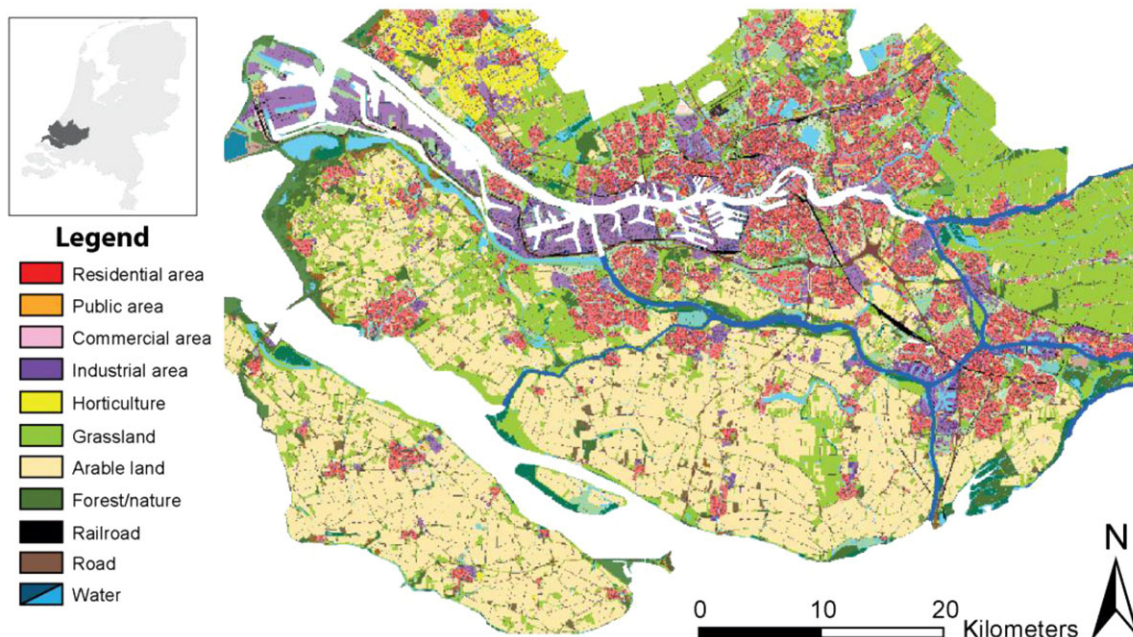 Legend
Residential area
Public area
Commercial area
Industrial area
Horticulture
Grassland
Arable land
Forest/nature
Railroad
Road
Water
N
0 10 20
Kilometers